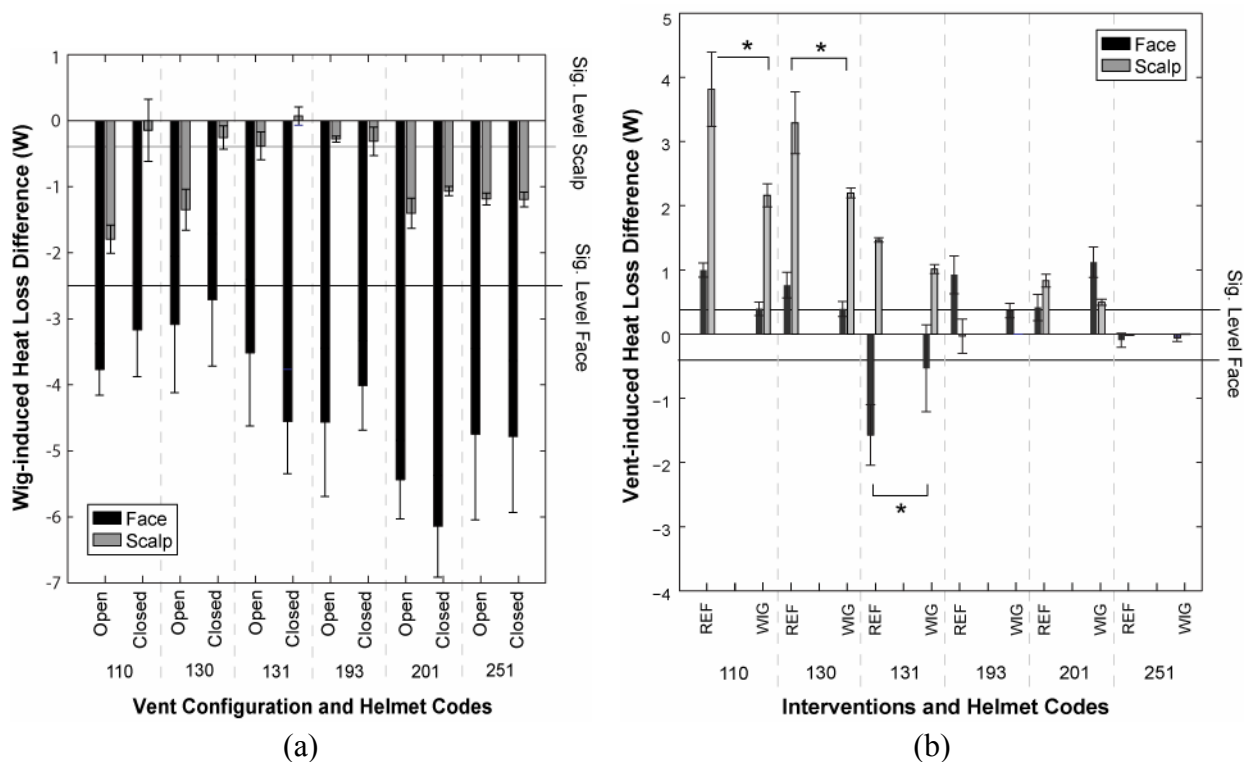 1
0
-1
-2
-3
-4
-5
-6
-7
Wig-induced Heat Loss Difference (W)
Sig. Level Scalp
Sig. Level Face
Face
Scalp
Open Closed Open Closed Open Closed Open Closed Open Closed Open Closed
110 130 131 193 201 251
Vent Configuration and Helmet Codes
(a)
5
4
3
2
1
0
−1
−2
−3
−4
Vent-induced Heat Loss Difference (W)
Sig. Level Face
Face
Scalp
* *
*
REF WIG REF WIG REF WIG REF WIG REF WIG REF WIG
110 130 131 193 201 251
Interventions and Helmet Codes
(b)